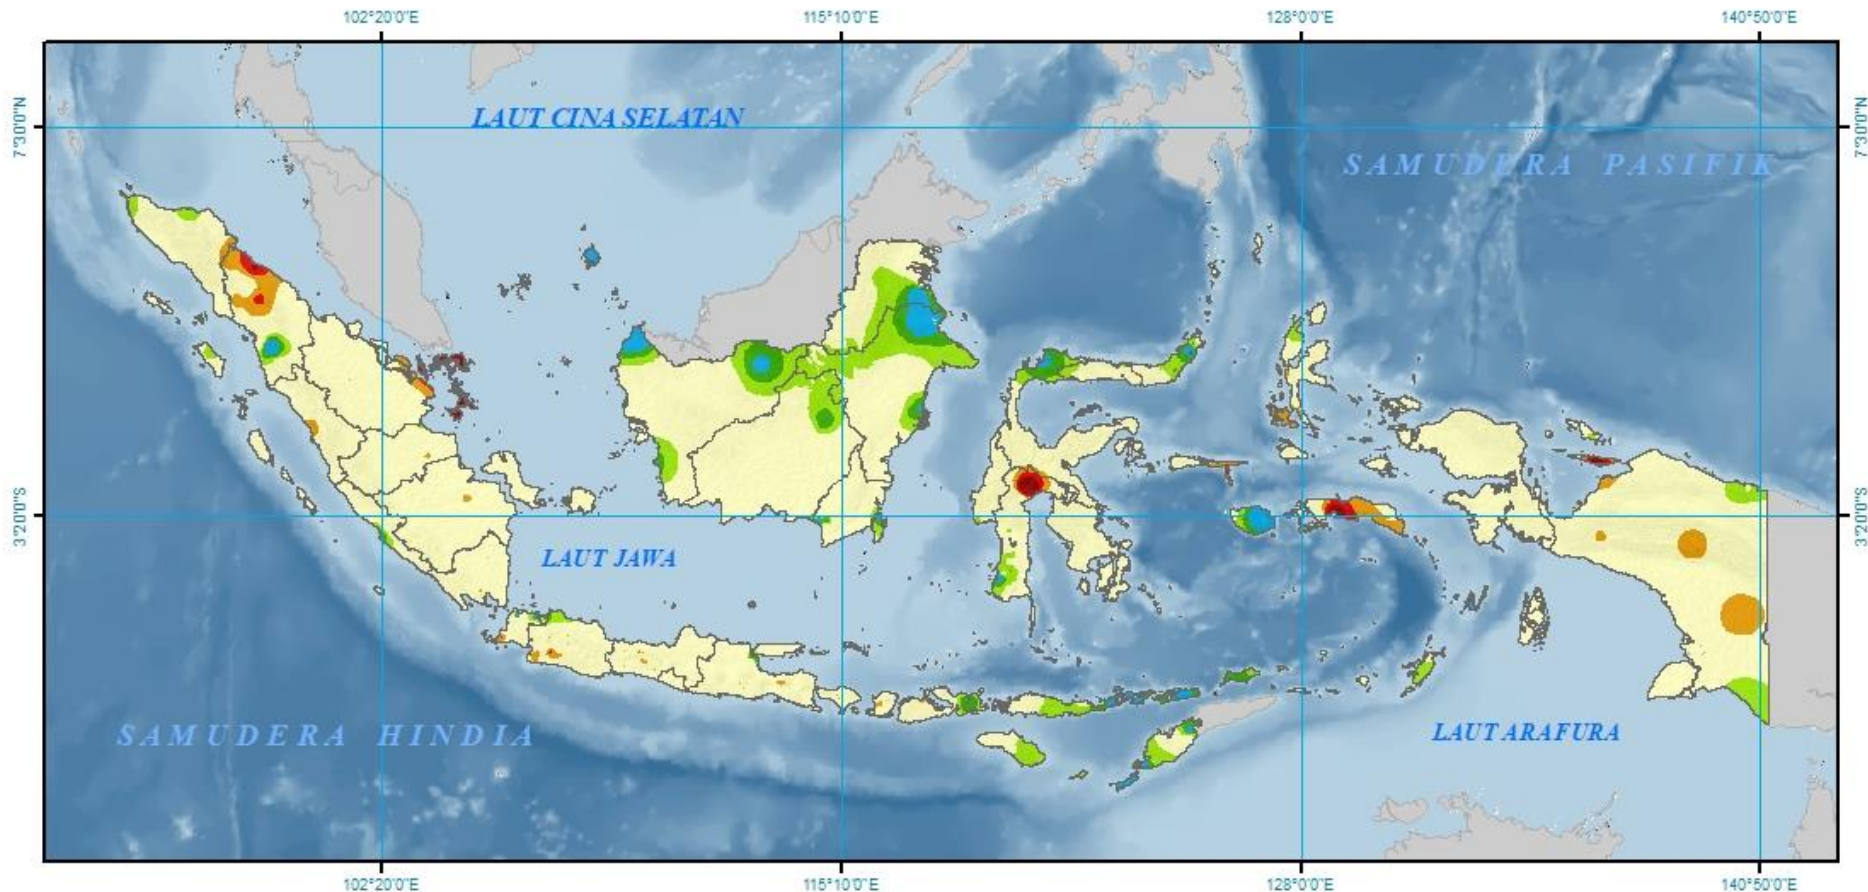 102°20'0"E 115°10'0"E 128°0'0"E 140°50'0"E
7°30'0"N
7°30'0"N
LAUT CINA SELATAN
SAMUDERA PASIFIK
3°20'0"S
3°20'0"S
LAUT JAWA
SAMUDERA HINDIA
LAUT ARAFURA
102°20'0"E 115°10'0"E 128°0'0"E 140°50'0"E